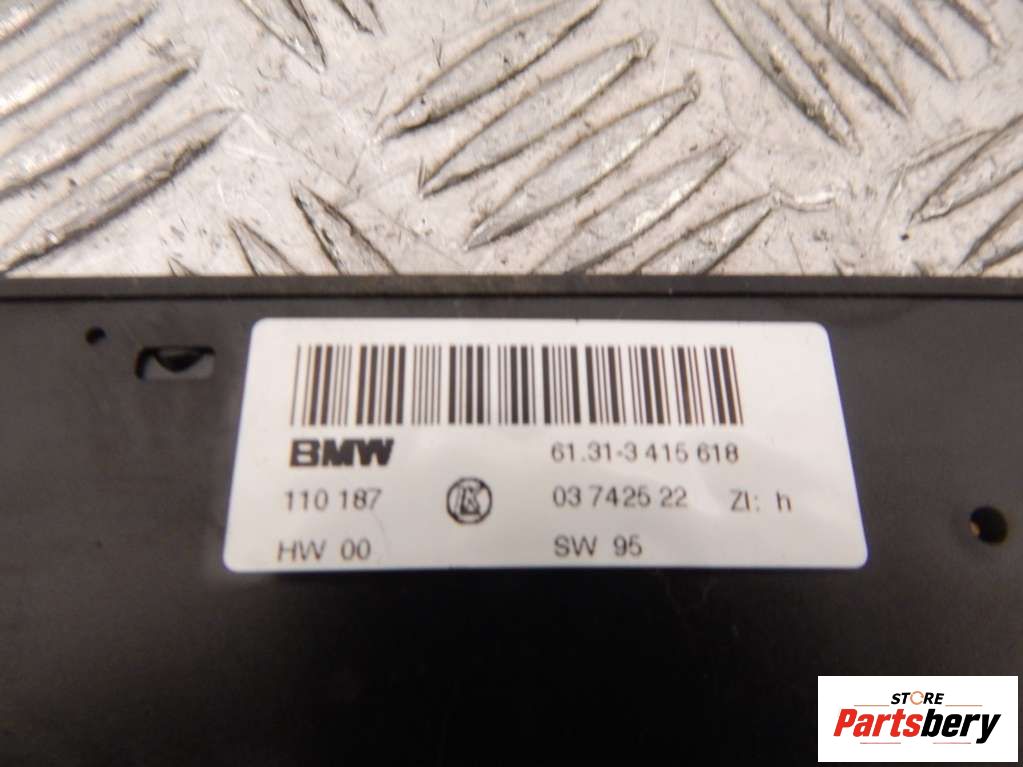 BMW 61.31-3 415 618
110 187 03 7425 22 ZI: h
HW 00 SW 95
STORE
Partsbery